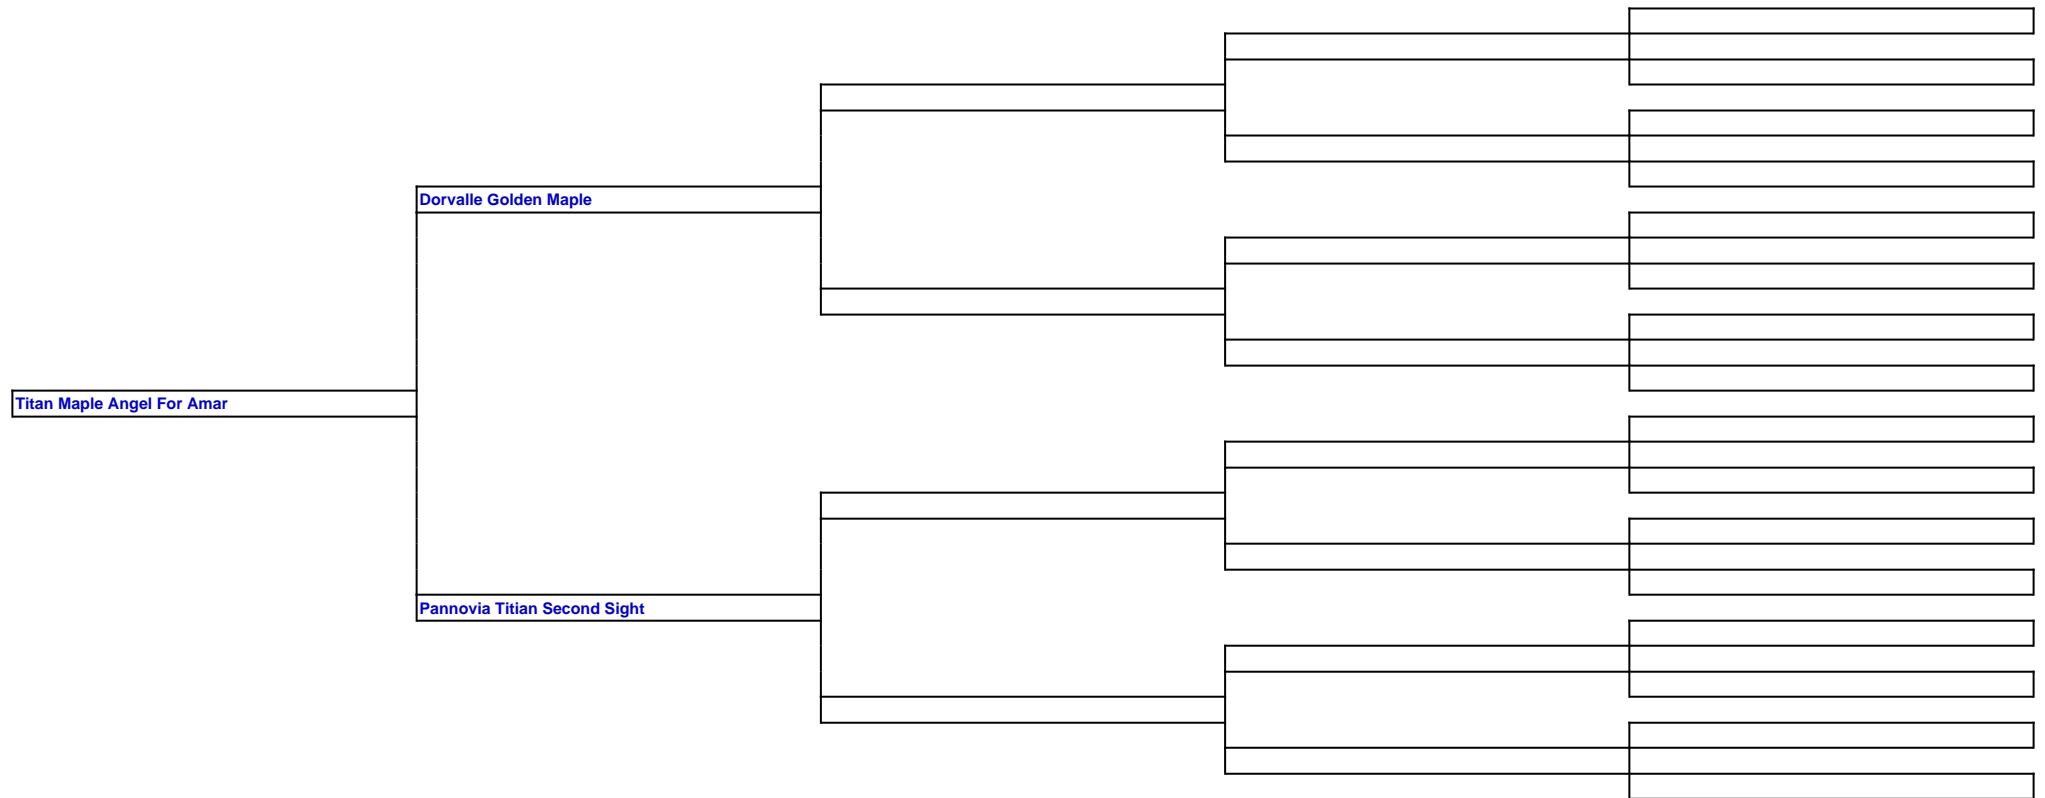 Dorvalle Golden Maple
Titan Maple Angel For Amar
Pannovia Titian Second Sight